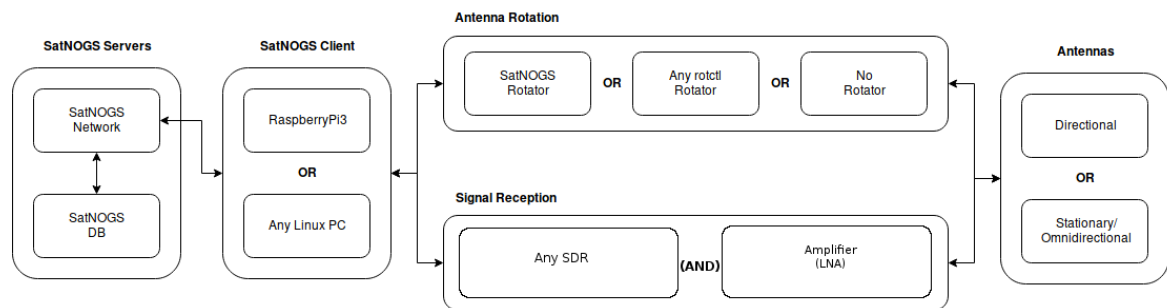 SatNOGS Servers
SatNOGS
Network
SatNOGS
DB
SatNOGS Client
RaspberryPi3
OR
Any Linux PC
Antenna Rotation
SatNOGS
Rotator
OR
Any rotctl
Rotator
OR
No
Rotator
Signal Reception
Any SDR
(AND)
Amplifier
(LNA)
Antennas
Directional
OR
Stationary/
Omnidirectional